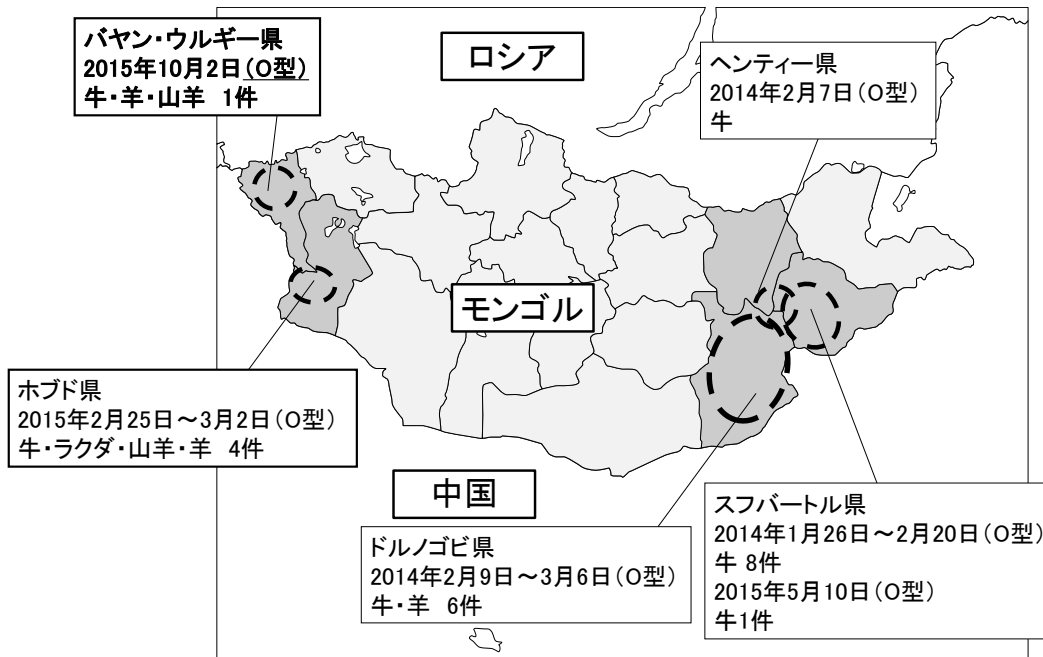 バヤン・ウルギー県
2015年10月2日(O型)
牛・羊・山羊 1件
ロシア
ヘンティー県
2014年2月7日(O型)
牛
モンゴル
ホブド県
2015年2月25日～3月2日(O型)
牛・ラクダ・山羊・羊 4件
中国
ドルノゴビ県
2014年2月9日～3月6日(O型)
牛・羊 6件
スフバートル県
2014年1月26日～2月20日(O型)
牛 8件
2015年5月10日(O型)
牛1件